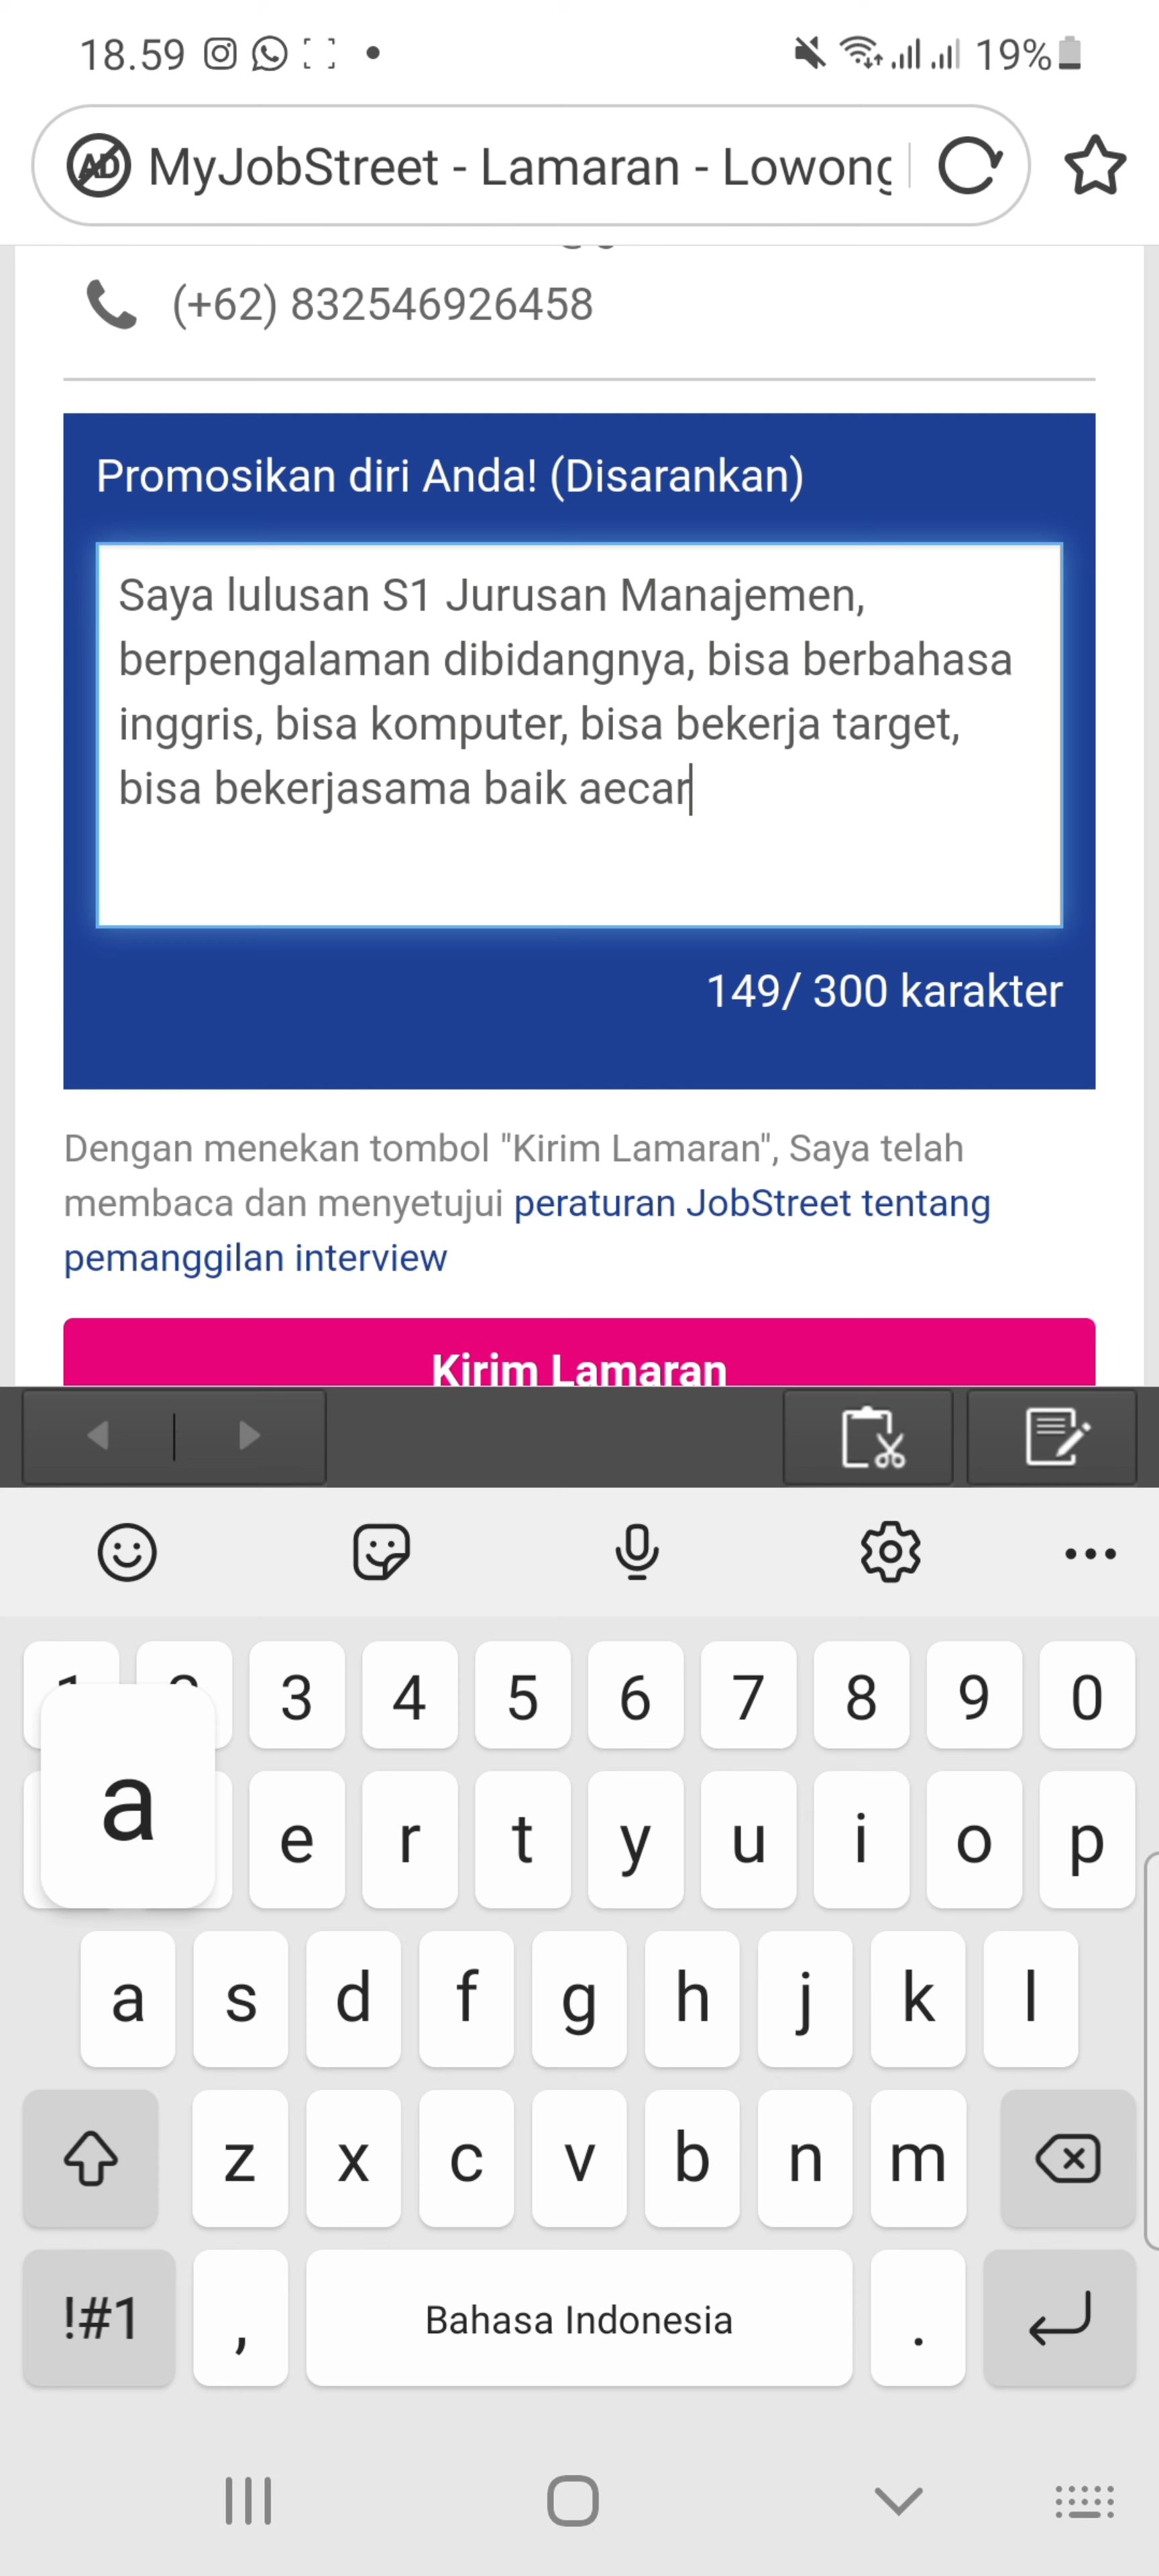 18.59 19%
MyJobStreet - Lamaran - Lowong
(+62) 832546926458
Promosikan diri Anda! (Disarankan)
Saya lulusan S1 Jurusan Manajemen,
berpengalaman dibidangnya, bisa berbahasa
inggris, bisa komputer, bisa bekerja target,
bisa bekerjasama baik aecar
149/ 300 karakter
Dengan menekan tombol "Kirim Lamaran", Saya telah
membaca dan menyetujui peraturan JobStreet tentang
pemanggilan interview
Kirim Lamaran
3 4 5 6 7 8 9 0
a
e r t y u i o p
a s d f g h j k l
z x c v b n m
!#1 , Bahasa Indonesia .